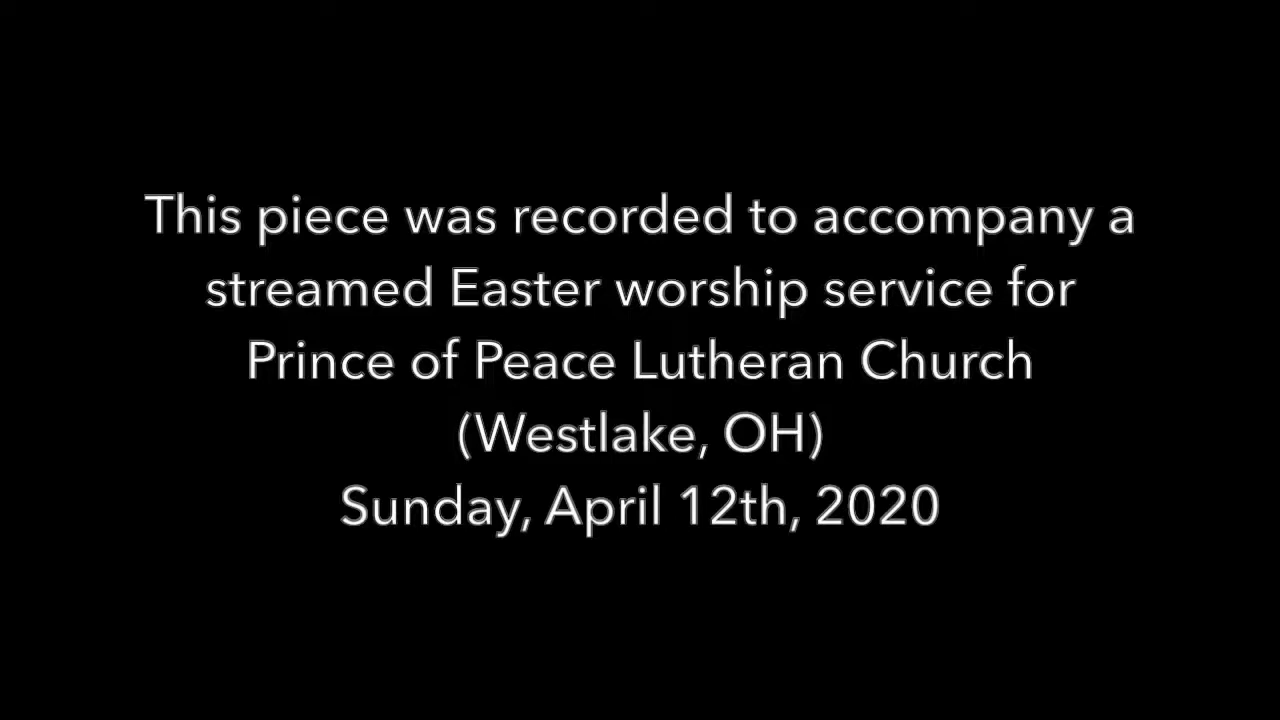 This piece was recorded to accompany a
streamed Easter worship service for
Prince of Peace Lutheran Church
(Westlake, OH)
Sunday, April 12th, 2020